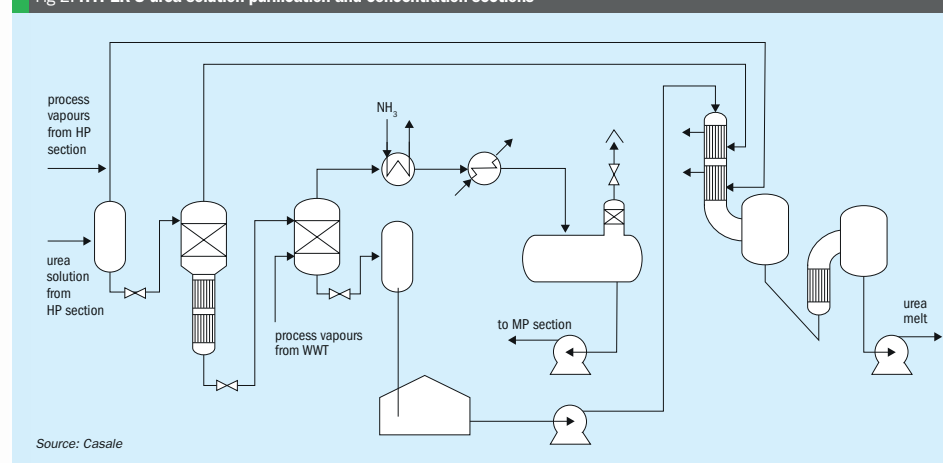 process
vapours
from HP
section
NH3
urea
solution
from
HP section
process vapours
from WWT
to MP section
urea
melt
Source: Casale